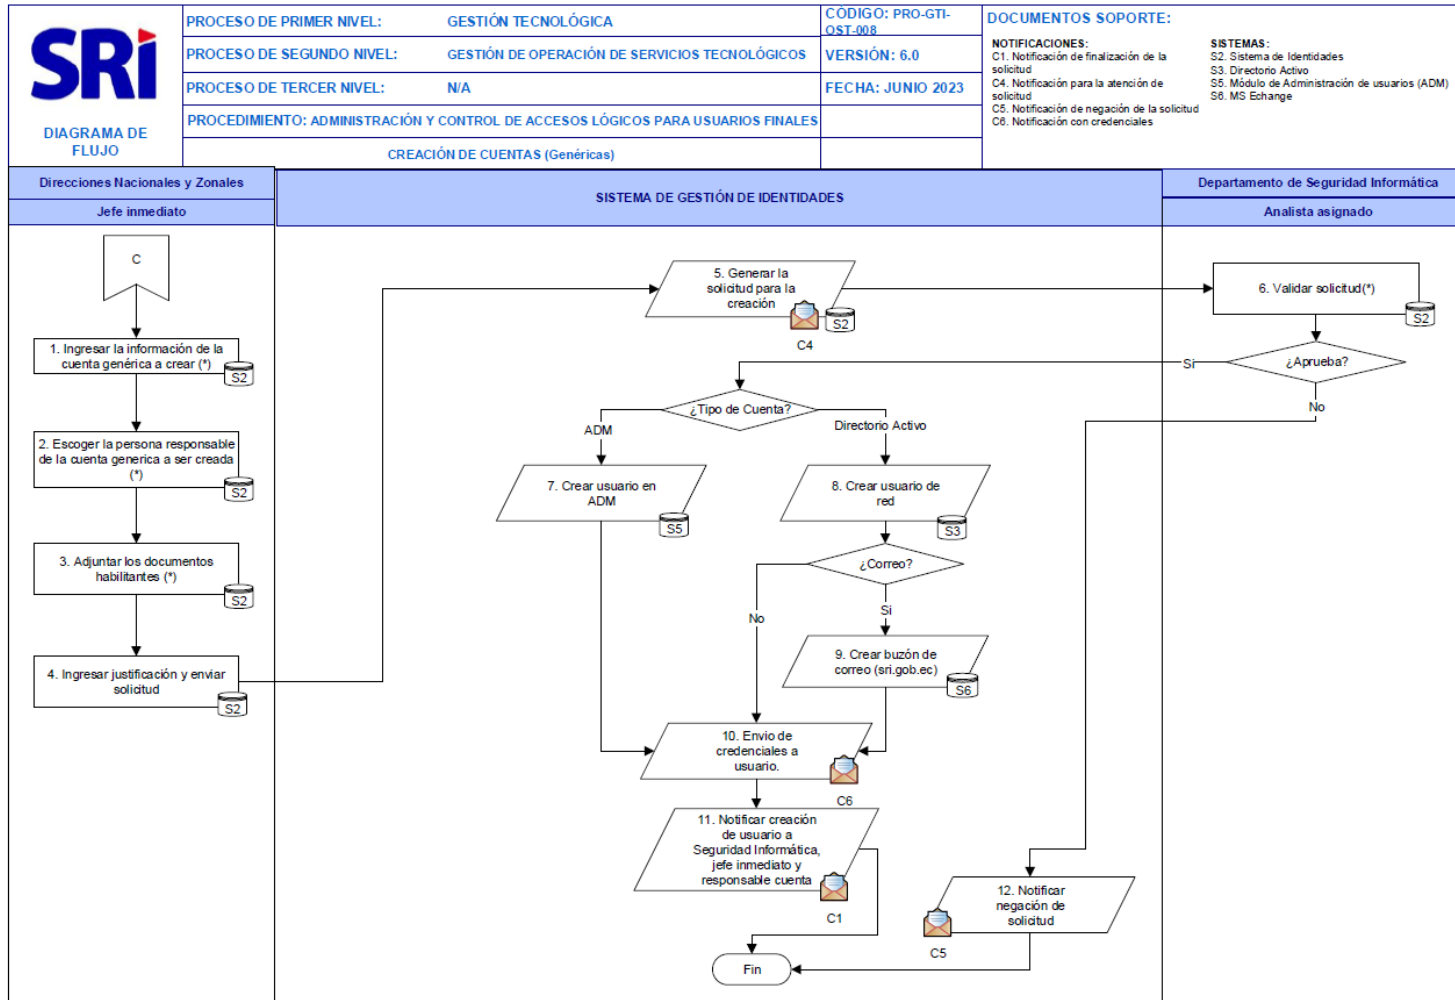 SRi
DIAGRAMA DE
FLUJO
PROCESO DE PRIMER NIVEL: GESTIÓN TECNOLÓGICA
PROCESO DE SEGUNDO NIVEL: GESTIÓN DE OPERACIÓN DE SERVICIOS TECNOLÓGICOS
PROCESO DE TERCER NIVEL: N/A
PROCEDIMIENTO: ADMINISTRACIÓN Y CONTROL DE ACCESOS LÓGICOS PARA USUARIOS FINALES
CREACIÓN DE CUENTAS (Genéricas)
CÓDIGO: PRO-GTI-
OST-008
VERSIÓN: 6.0
FECHA: JUNIO 2023
DOCUMENTOS SOPORTE:
NOTIFICACIONES:
C1. Notificación de finalización de la
solicitud
C4. Notificación para la atención de
solicitud
C5. Notificación de negación de la solicitud
C6. Notificación con credenciales
SISTEMAS:
S2. Sistema de Identidades
S3. Directorio Activo
S5. Módulo de Administración de usuarios (ADM)
S6. MS Echange
Direcciones Nacionales y Zonales
Jefe inmediato
SISTEMA DE GESTIÓN DE IDENTIDADES
Departamento de Seguridad Informática
Analista asignado
C
1. Ingresar la información de la
cuenta genérica a crear (*)
S2
2. Escoger la persona responsable
de la cuenta generica a ser creada
(*)
S2
3. Adjuntar los documentos
habilitantes (*)
S2
4. Ingresar justificación y enviar
solicitud
S2
5. Generar la
solicitud para la
creación
S2
C4
6. Validar solicitud(*)
S2
¿Aprueba?
Si
No
¿Tipo de Cuenta?
ADM
Directorio Activo
7. Crear usuario en
ADM
S5
8. Crear usuario de
red
S3
¿Correo?
No
Si
9. Crear buzón de
correo (sri.gob.ec)
S6
10. Envio de
credenciales a
usuario.
C6
11. Notificar creación
de usuario a
Seguridad Informática,
jefe inmediato y
responsable cuenta
C1
12. Notificar
negación de
solicitud
C5
Fin